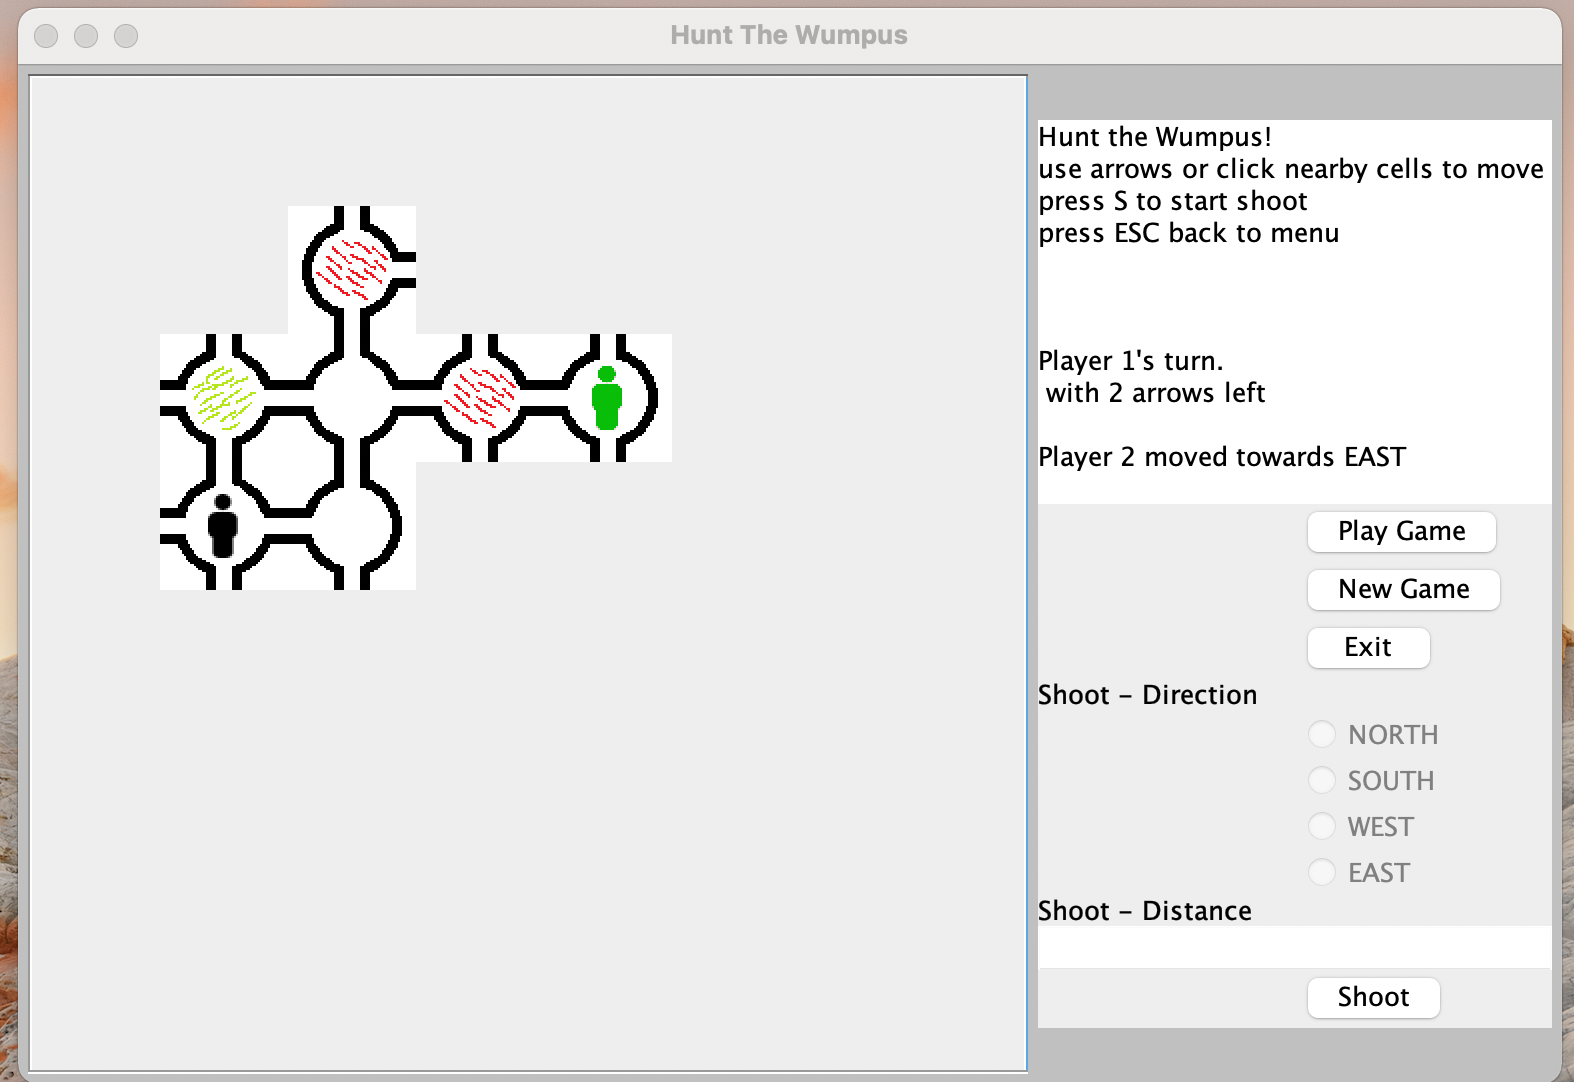 Hunt The Wumpus
Hunt the Wumpus!
use arrows or click nearby cells to move
press S to start shoot
press ESC back to menu
Player 1's turn.
with 2 arrows left
Player 2 moved towards EAST
Play Game
New Game
Exit
Shoot - Direction
NORTH
SOUTH
WEST
EAST
Shoot - Distance
Shoot